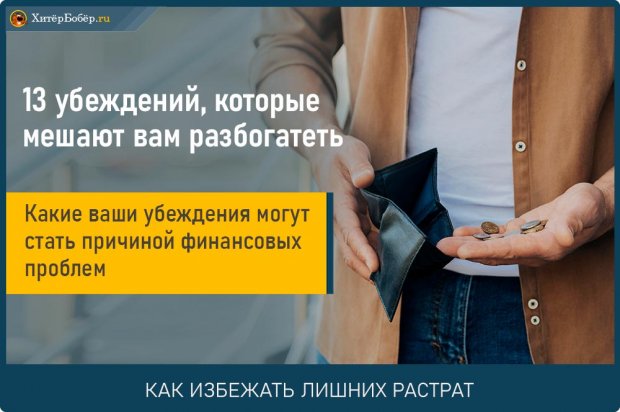 ХитёрБобёр.ru
13 убеждений, которые
мешают вам разбогатеть
Какие ваши убеждения могут
стать причиной финансовых
проблем
КАК ИЗБЕЖАТЬ ЛИШНИХ РАСТРАТ